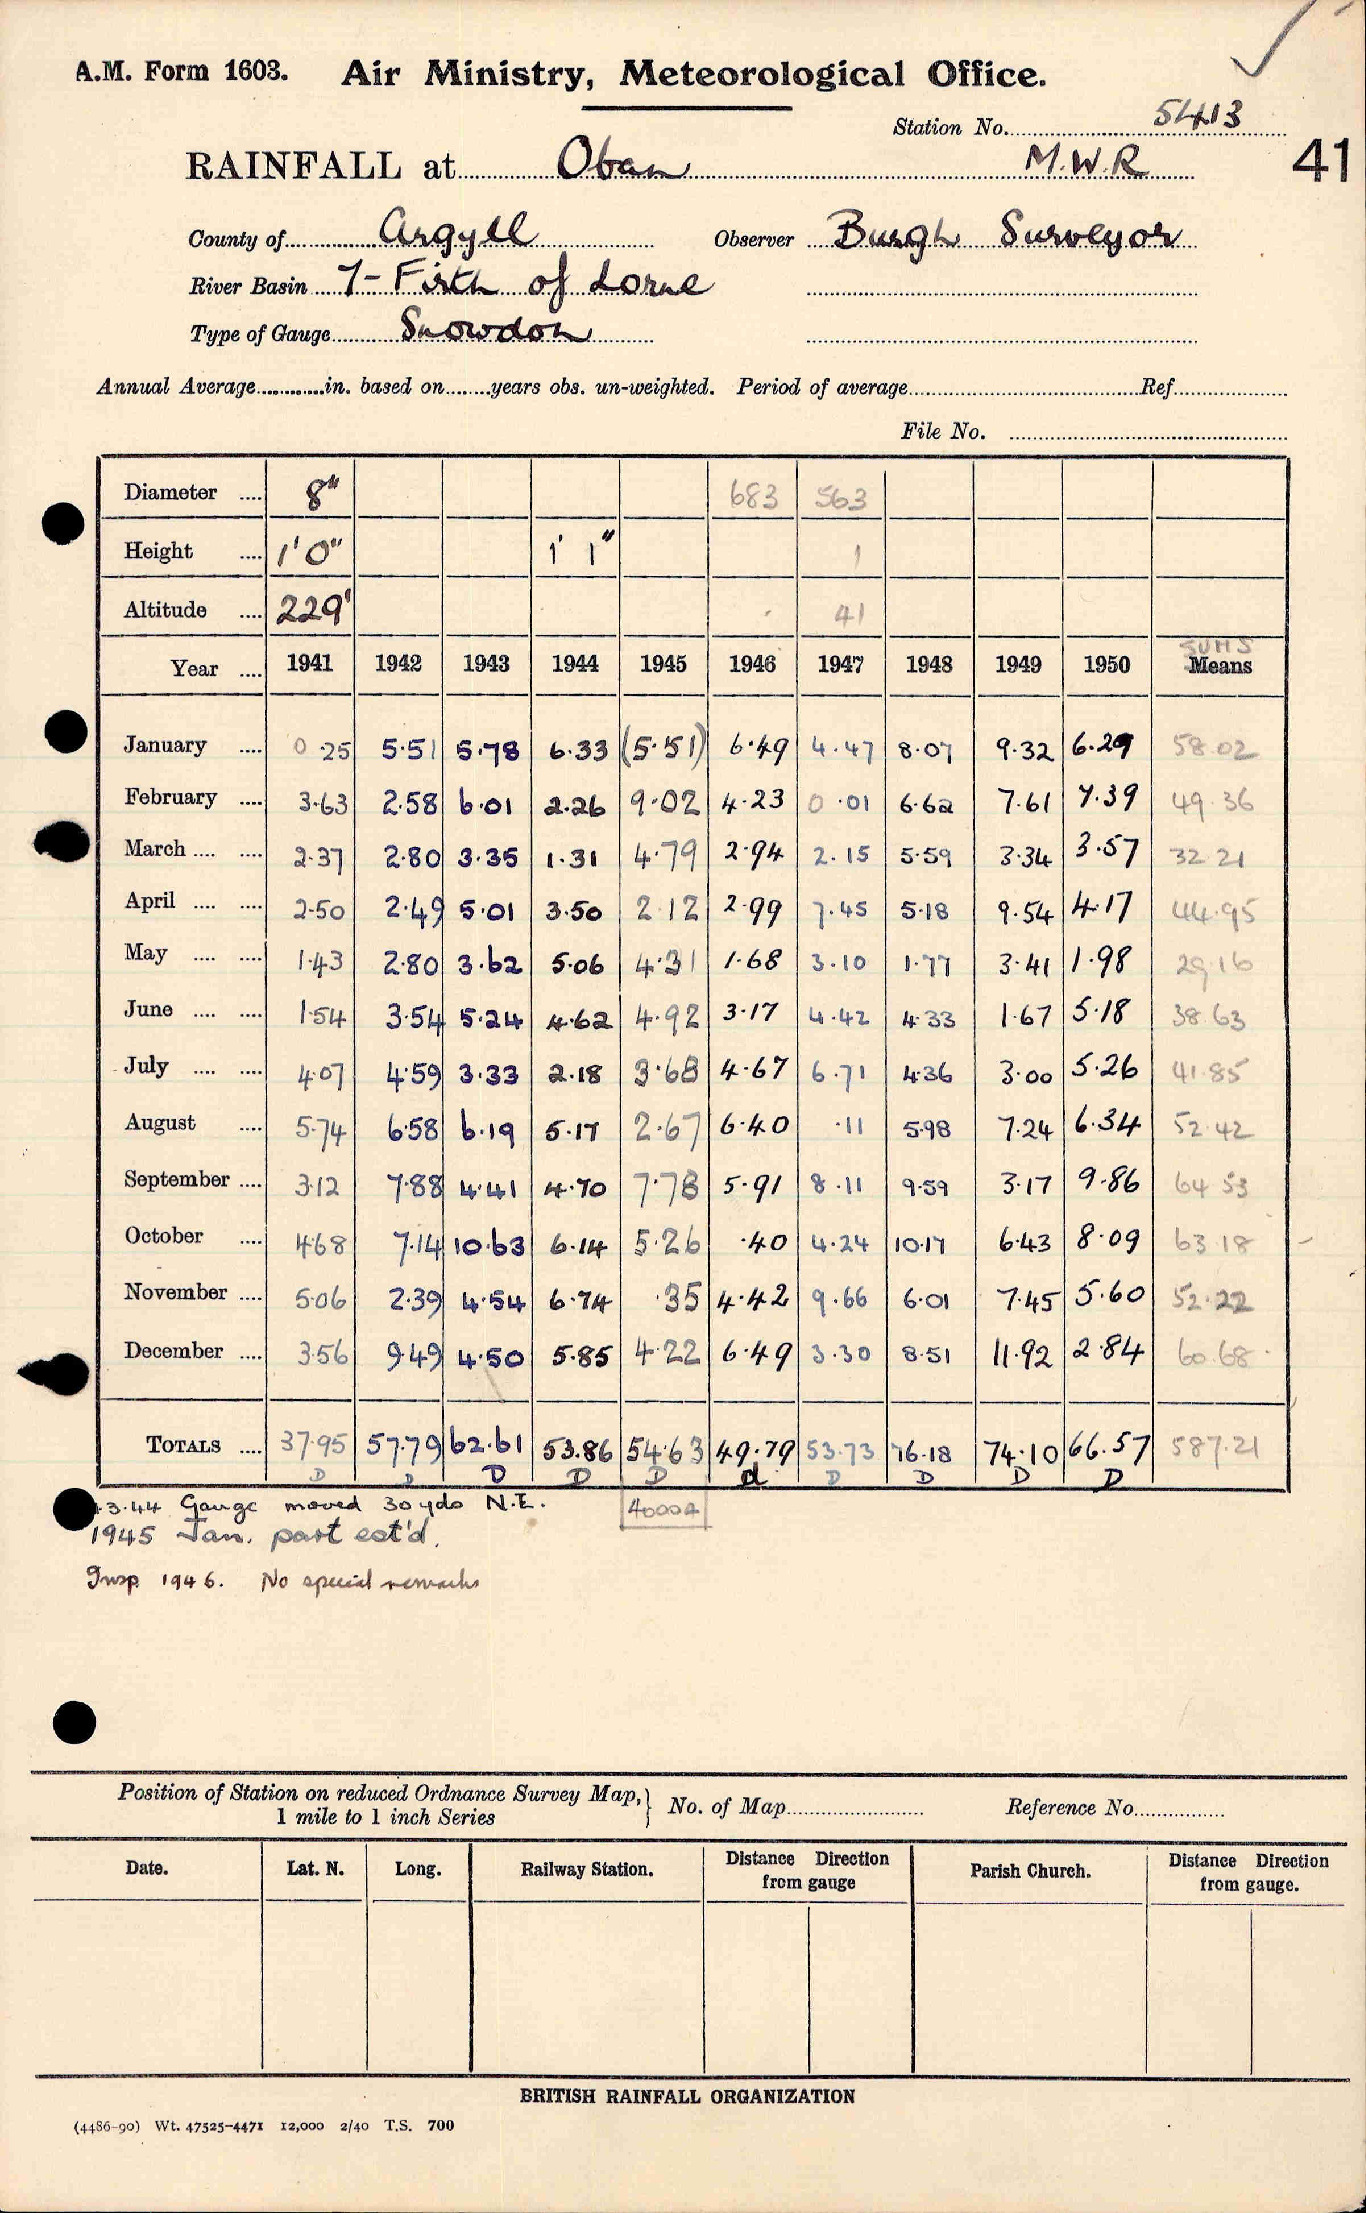 A.M. Form 1603. Air Ministry, Meteorological Office.
Station No. 5413
RAINFALL at Oban M.W.R 41
County of Argyll Observer Burgh Surveyor
River Basin 7-Firth of Lorne
Type of Gauge Snowdon
Annual Average............in. based on........years obs. un-weighted. Period of average Ref.
File No.
Diameter .... 8" 683 563
Height .... 1' 0" 1' 1" 1
Altitude .... 229' 41
SUMS
Year .... 1941 1942 1943 1944 1945 1946 1947 1948 1949 1950 Means
January .... 0.25 5.51 5.78 6.33 (5.51) 6.49 4.47 8.07 9.32 6.29 58.02
February .... 3.63 2.58 6.01 2.26 9.02 4.23 0.01 6.62 7.61 7.39 49.36
March .... .... 2.37 2.80 3.35 1.31 4.79 2.94 2.15 5.59 3.34 3.57 32.21
April .... .... 2.50 2.49 5.01 3.50 2.12 2.99 7.45 5.18 9.54 4.17 44.95
May .... .... 1.43 2.80 3.62 5.06 4.31 1.68 3.10 1.77 3.41 1.98 29.16
June .... .... 1.54 3.54 5.24 4.62 4.92 3.17 4.42 4.33 1.67 5.18 38.63
July .... .... 4.07 4.59 3.33 2.18 3.68 4.67 6.71 4.36 3.00 5.26 41.85
August .... 5.74 6.58 6.19 5.17 2.67 6.40 .11 5.98 7.24 6.34 52.42
September .... 3.12 7.88 4.41 4.70 7.78 5.91 8.11 9.59 3.17 9.86 64 53
October .... 4.68 7.14 10.63 6.14 5.26 .40 4.24 10.17 6.43 8.09 63.18
November .... 5.06 2.39 4.54 6.74 .35 4.42 9.66 6.01 7.45 5.60 52.22
December .... 3.56 9.49 4.50 5.85 4.22 6.49 3.30 8.51 11.92 2.84 60.68
TOTALS .... 37.95 57.79 62.61 53.86 54.63 49.79 53.73 76.18 74.10 66.57 587.21
D D D D D d D D D D
.3.44 Gauge moved 30 yds N.E.
1945 Jan. part est'd.
Insp. 1946. No special remarks
Position of Station on reduced Ordnance Survey Map, } No. of Map Reference No.
1 mile to 1 inch Series
Date. Lat. N. Long. Railway Station. Distance Direction from gauge Parish Church. Distance Direction from gauge.
BRITISH RAINFALL ORGANIZATION
(4486-90) Wt. 47525-4471 12,000 2/40 T.S. 700